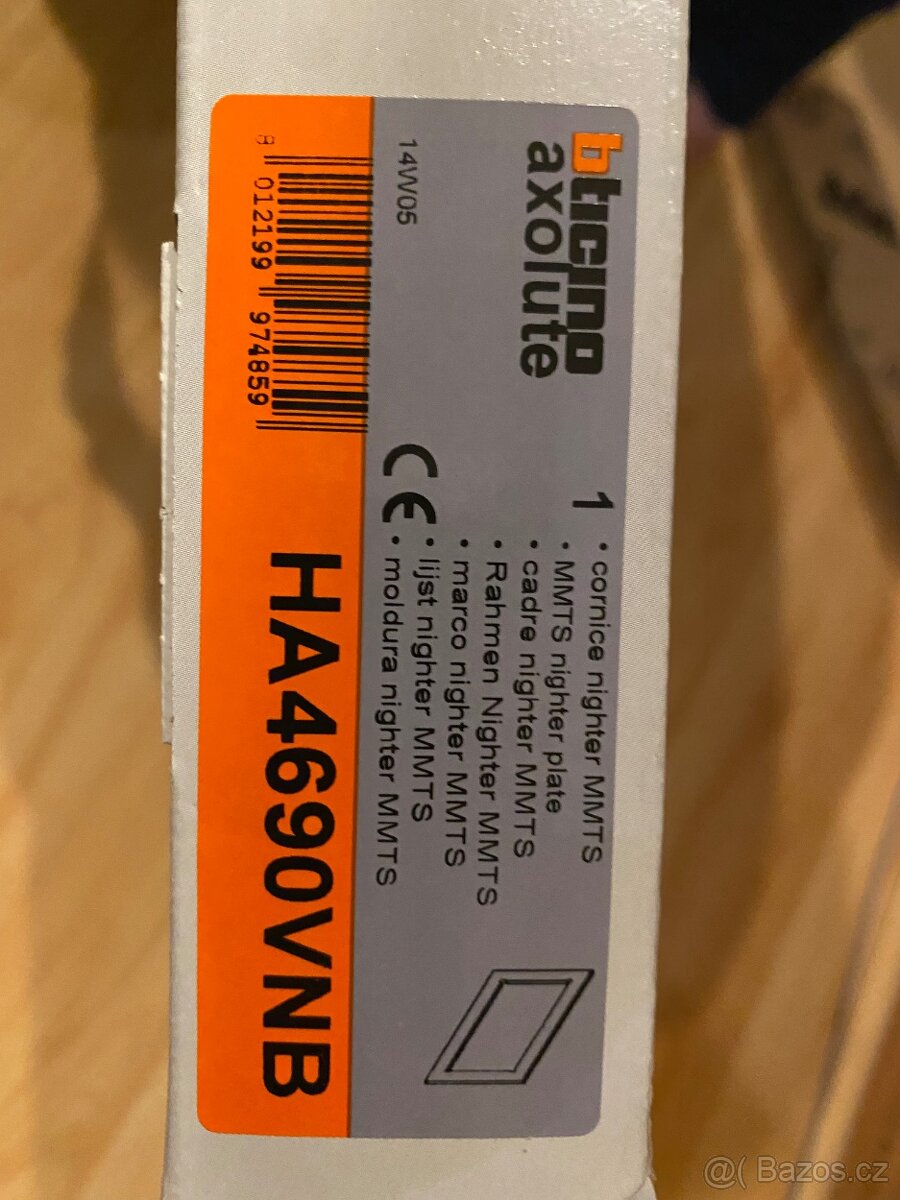 bticino
axolute
14W05
8 012199 974859
1
• cornice nighter MMTS
• MMTS nighter plate
• cadre nighter MMTS
• Rahmen Nighter MMTS
• marco nighter MMTS
• lijst nighter MMTS
• moldura nighter MMTS
CE
HA4690VNB
@( Bazos.cz